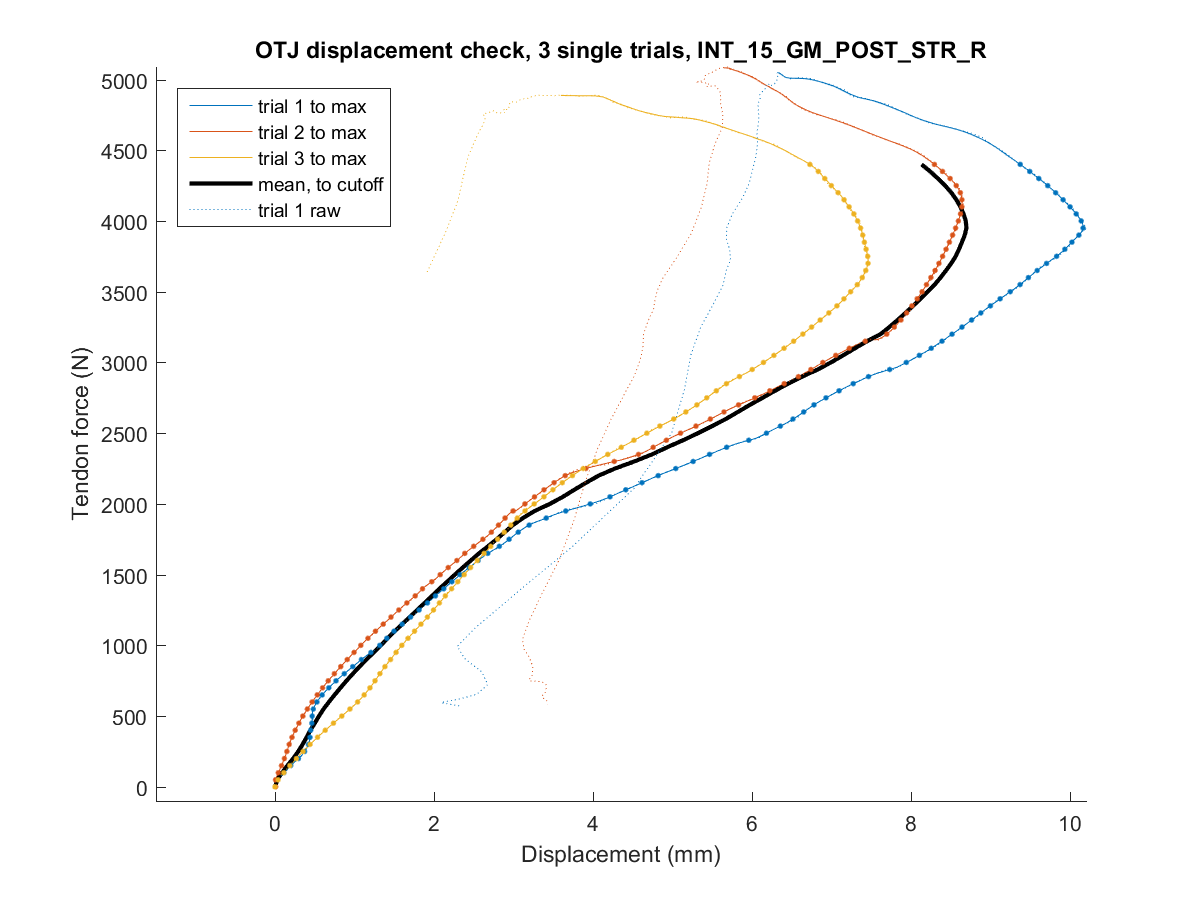 OTJ displacement check, 3 single trials, INT_15_GM_POST_STR_R
5000
4500
4000
3500
3000
2500
2000
1500
1000
500
0
Tendon force (N)
trial 1 to max
trial 2 to max
trial 3 to max
mean, to cutoff
trial 1 raw
0 2 4 6 8 10
Displacement (mm)